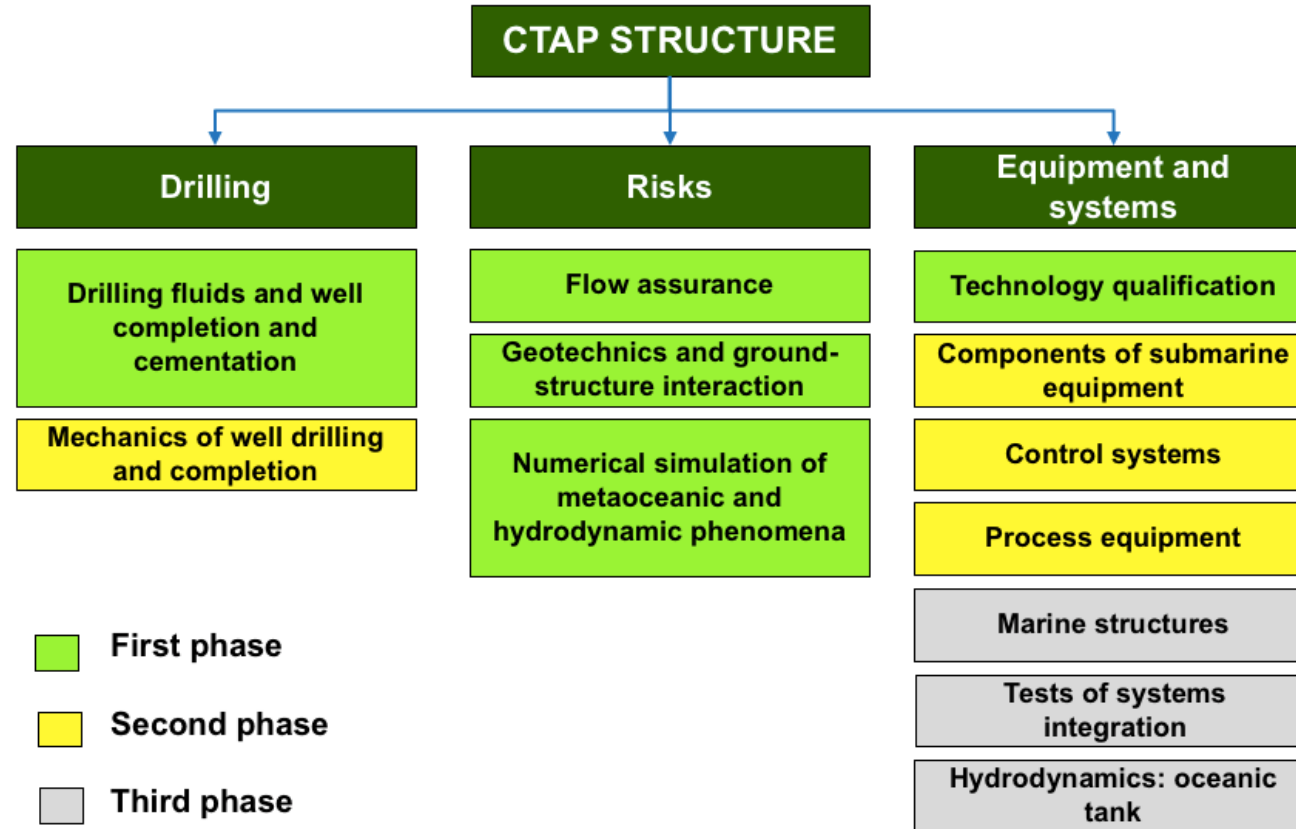 CTAP STRUCTURE
Drilling
Drilling fluids and well
completion and
cementation
Mechanics of well drilling
and completion
Risks
Flow assurance
Geotechnics and ground-
structure interaction
Numerical simulation of
metaoceanic and
hydrodynamic phenomena
Equipment and
systems
Technology qualification
Components of submarine
equipment
Control systems
Process equipment
Marine structures
Tests of systems
integration
Hydrodynamics: oceanic
tank
First phase
Second phase
Third phase